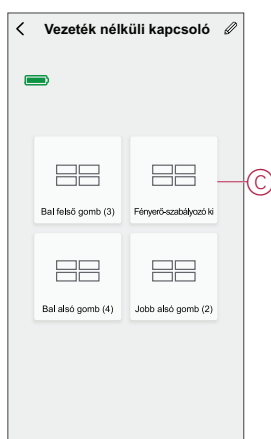 Vezeték nélküli kapcsoló
Bal felső gomb (3)
Fényerő-szabályozó ki
C
Bal alsó gomb (4)
Jobb alsó gomb (2)